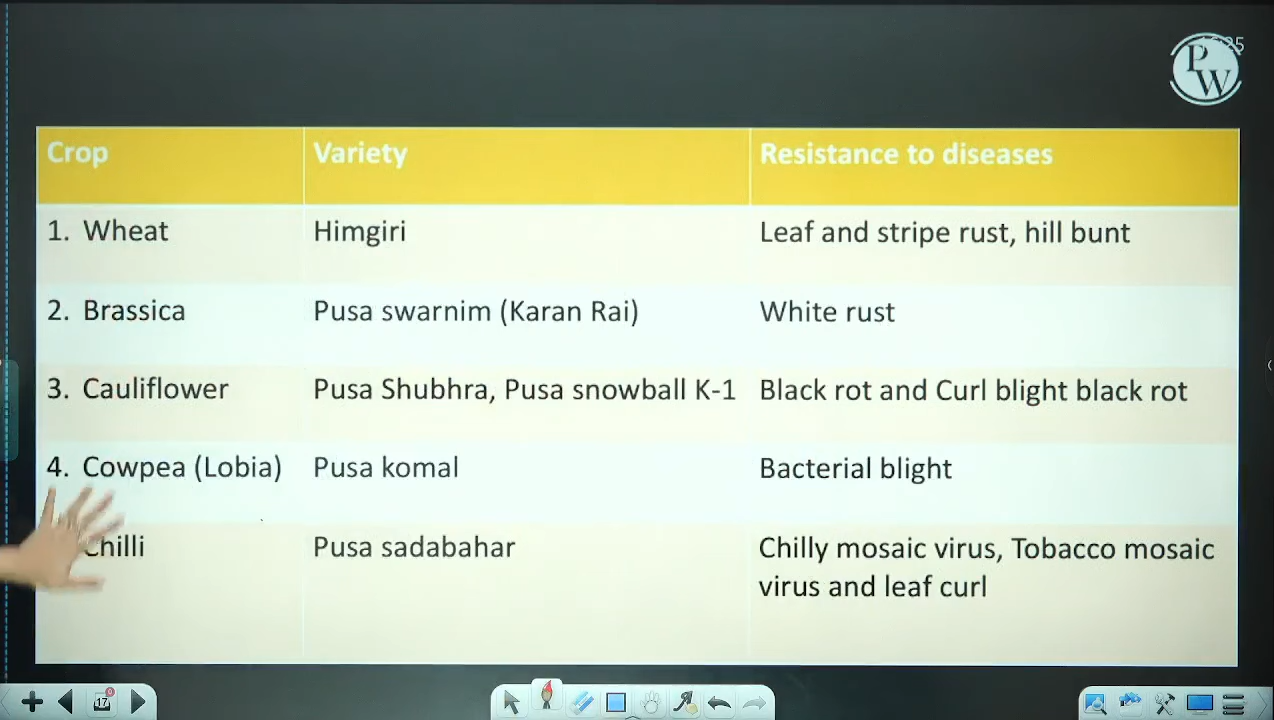 PW
Crop Variety Resistance to diseases
1. Wheat Himgiri Leaf and stripe rust, hill bunt
2. Brassica Pusa swarnim (Karan Rai) White rust
3. Cauliflower Pusa Shubhra, Pusa snowball K-1 Black rot and Curl blight black rot
4. Cowpea (Lobia) Pusa komal Bacterial blight
Chilli Pusa sadabahar Chilly mosaic virus, Tobacco mosaic
virus and leaf curl
17